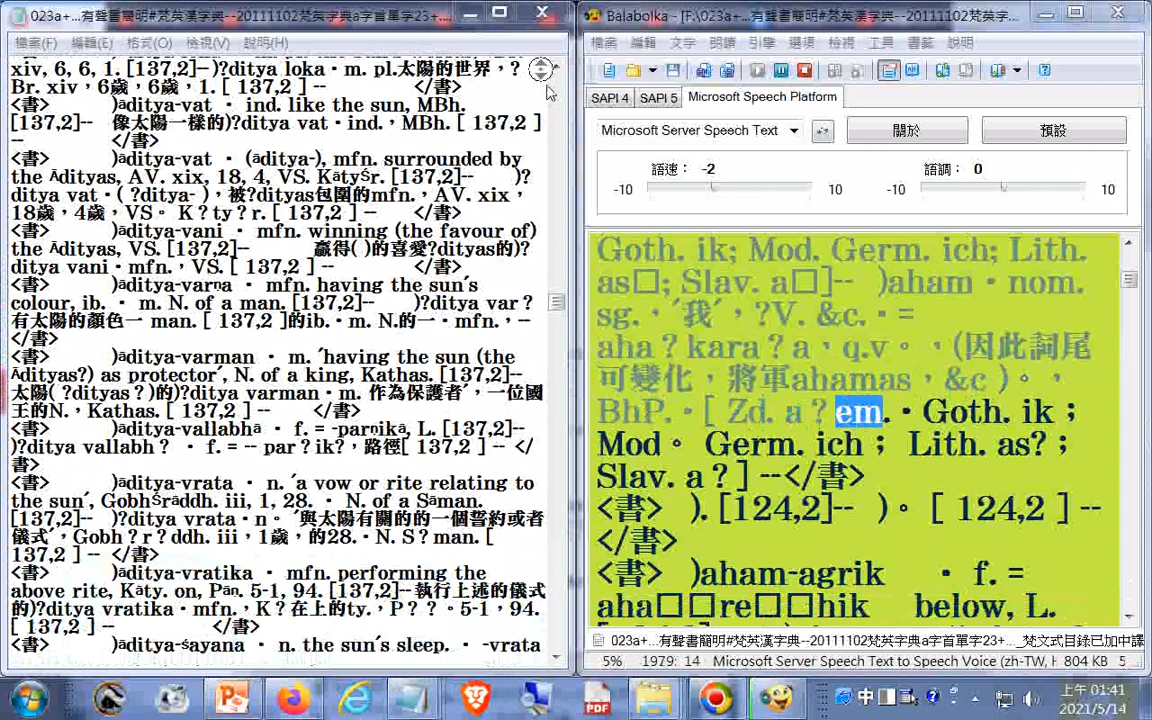 023a+...有聲書簡明#梵英漢字典--20111102梵英字典a字首單字23+...
檔案(F) 編輯(E) 格式(O) 檢視(V) 說明(H)
xiv, 6, 6, 1. [137,2]--)?ditya loka‧m. pl.太陽的世界，?
Br. xiv，6歲，6歲，1. [ 137,2 ] -- </書>
<書> )āditya-vat ‧ ind. like the sun, MBh.
[137,2]-- 像太陽一樣的)?ditya vat‧ind.，MBh. [ 137,2 ]
-- </書>
<書> )āditya-vat ‧ (āditya-), mfn. surrounded by
the Ādityas, AV. xix, 18, 4, VS. KātyŚr. [137,2]-- )?
ditya vat‧( ?ditya- )，被?dityas包圍的mfn.，AV. xix，
18歲，4歲，VS。K？ty？r. [ 137,2 ] -- </書>
<書> )āditya-vani ‧ mfn. winning (the favour of)
the Ādityas, VS. [137,2]-- 贏得( )的喜愛?dityas的)?
ditya vani‧mfn.，VS. [ 137,2 ] -- </書>
<書> )āditya-varṇa ‧ mfn. having the sun's
colour, ib. ‧ m. N. of a man. [137,2]-- )?ditya var？
有太陽的顏色一 man. [ 137,2 ]的ib.‧m. N.的一‧mfn.，--
</書>
<書> )āditya-varman ‧ m. 'having the sun (the
Ādityas?) as protector', N. of a king, Kathas. [137,2]--
太陽(？dityas？)的)?ditya varman‧m. 作為保護者'，一位國
王的N.，Kathas. [ 137,2 ] -- </書>
<書> )āditya-vallabhā ‧ f. = -parṇikā, L. [137,2]--
)?ditya vallabh？ ‧f. = -- par？ik?，路徑[ 137,2 ] -- </
書>
<書> )āditya-vrata ‧ n. 'a vow or rite relating to
the sun', GobhŚrāddh. iii, 1, 28. ‧ N. of a Sāman.
[137,2]-- )?ditya vrata‧n。'與太陽有關的的一個誓約或者
儀式'，Gobh？r？ddh. iii，1歲，的28.‧N. S？man. [
137,2 ] -- </書>
<書> )āditya-vratika ‧ mfn. performing the
above rite, Kāty. on, Pāṇ. 5-1, 94. [137,2]--執行上述的儀式
的)?ditya vratika‧mfn.，K？在上的ty.，P？？。5-1，94.
[ 137,2 ] -- </書>
<書> )āditya-śayana ‧ n. the sun's sleep. ‧ -vrata
Balabolka - [F:\023a+...有聲書簡明#梵英漢字典--20111102梵英字...
檔案 編輯 文字 朗讀 引擎 選項 檢視 工具 書籤 說明
SAPI 4 SAPI 5 Microsoft Speech Platform
Microsoft Server Speech Text 關於 預設
語速： -2 語調： 0
-10 10 -10 10
Goth. ik; Mod. Germ. ich; Lith.
as□; Slav. a□]-- )aham‧nom.
sg.，'我'，?V. &c.‧=
aha？kara？a，q.v。，(因此詞尾
可變化，將軍ahamas，&c )。，
BhP.‧[ Zd. a？em.‧Goth. ik；
Mod。Germ. ich；Lith. as?；
Slav. a？] --</書>
<書> ). [124,2]-- )。[ 124,2 ] --
</書>
<書> )aham-agrik ‧ f. =
aha□□re□□hik below, L.
023a+...有聲書簡明#梵英漢字典--20111102梵英字典a字首單字23+..._梵文式目錄已加中譯
5% 1979: 14 Microsoft Server Speech Text to Speech Voice (zh-TW, H 804 KB 5
中
上午 01:41
2021/5/14